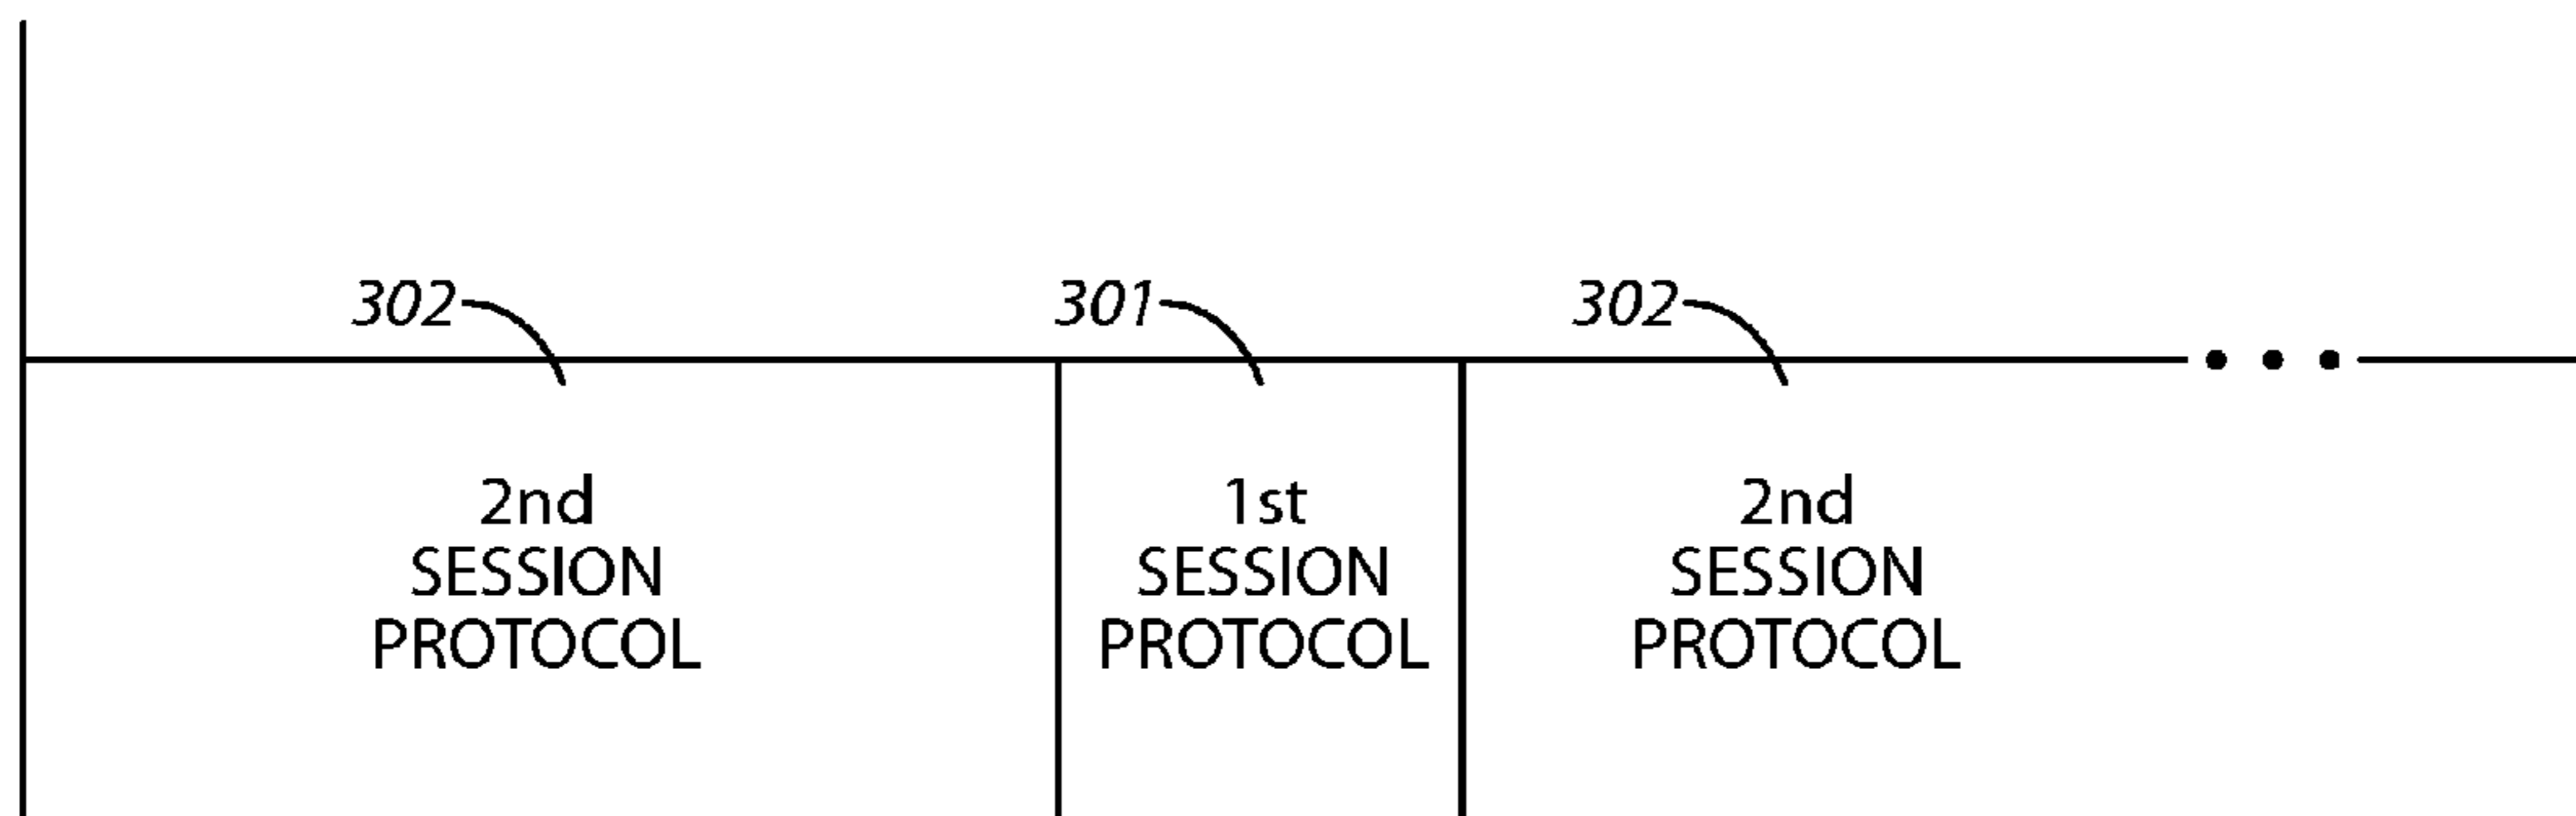 302 301 302
2nd
SESSION
PROTOCOL
1st
SESSION
PROTOCOL
2nd
SESSION
PROTOCOL